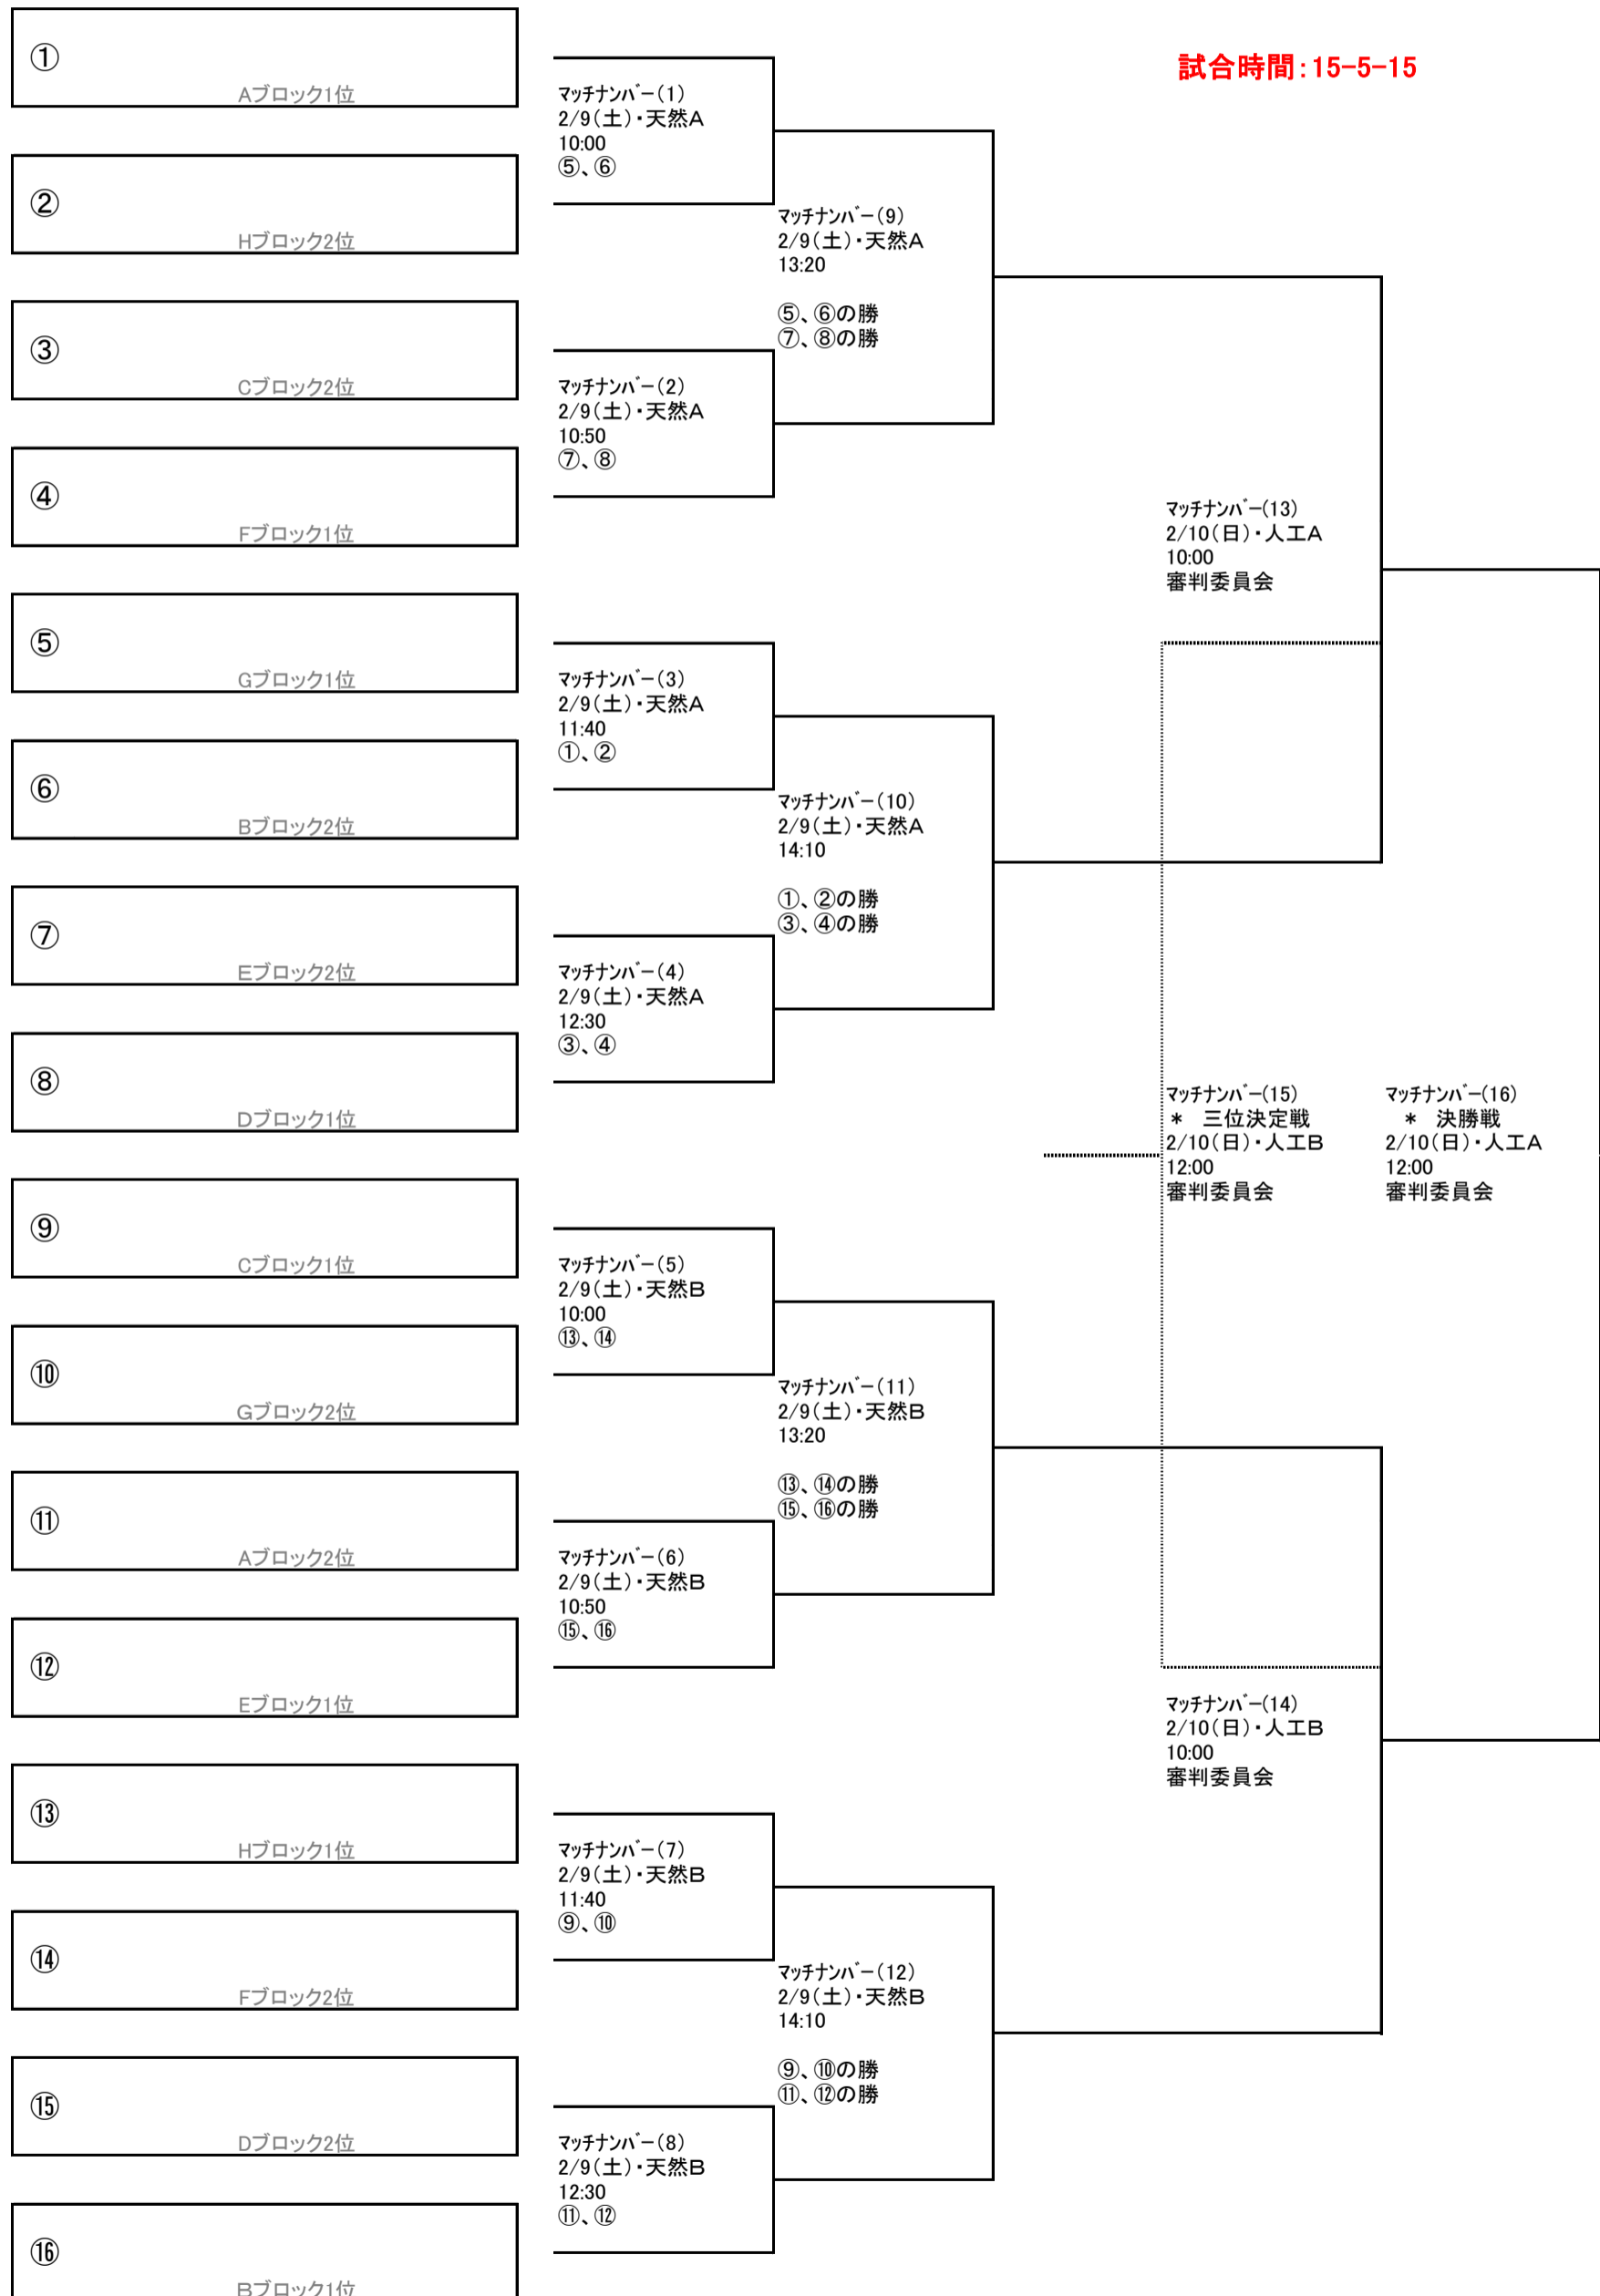 試合時間：15-5-15
①
Aブロック1位
②
Hブロック2位
③
Cブロック2位
④
Fブロック1位
⑤
Gブロック1位
⑥
Bブロック2位
⑦
Eブロック2位
⑧
Dブロック1位
⑨
Cブロック1位
⑩
Gブロック2位
⑪
Aブロック2位
⑫
Eブロック1位
⑬
Hブロック1位
⑭
Fブロック2位
⑮
Dブロック2位
⑯
Bブロック1位
ﾏｯﾁﾅﾝﾊﾞｰ(1)
2/9(土)・天然A
10:00
⑤、⑥
ﾏｯﾁﾅﾝﾊﾞｰ(2)
2/9(土)・天然A
10:50
⑦、⑧
ﾏｯﾁﾅﾝﾊﾞｰ(3)
2/9(土)・天然A
11:40
①、②
ﾏｯﾁﾅﾝﾊﾞｰ(4)
2/9(土)・天然A
12:30
③、④
ﾏｯﾁﾅﾝﾊﾞｰ(5)
2/9(土)・天然B
10:00
⑬、⑭
ﾏｯﾁﾅﾝﾊﾞｰ(6)
2/9(土)・天然B
10:50
⑮、⑯
ﾏｯﾁﾅﾝﾊﾞｰ(7)
2/9(土)・天然B
11:40
⑨、⑩
ﾏｯﾁﾅﾝﾊﾞｰ(8)
2/9(土)・天然B
12:30
⑪、⑫
ﾏｯﾁﾅﾝﾊﾞｰ(9)
2/9(土)・天然A
13:20
⑤、⑥の勝
⑦、⑧の勝
ﾏｯﾁﾅﾝﾊﾞｰ(10)
2/9(土)・天然A
14:10
①、②の勝
③、④の勝
ﾏｯﾁﾅﾝﾊﾞｰ(11)
2/9(土)・天然B
13:20
⑬、⑭の勝
⑮、⑯の勝
ﾏｯﾁﾅﾝﾊﾞｰ(12)
2/9(土)・天然B
14:10
⑨、⑩の勝
⑪、⑫の勝
ﾏｯﾁﾅﾝﾊﾞｰ(13)
2/10(日)・人工A
10:00
審判委員会
ﾏｯﾁﾅﾝﾊﾞｰ(15)
* 三位決定戦
2/10(日)・人工B
12:00
審判委員会
ﾏｯﾁﾅﾝﾊﾞｰ(16)
* 決勝戦
2/10(日)・人工A
12:00
審判委員会
ﾏｯﾁﾅﾝﾊﾞｰ(14)
2/10(日)・人工B
10:00
審判委員会